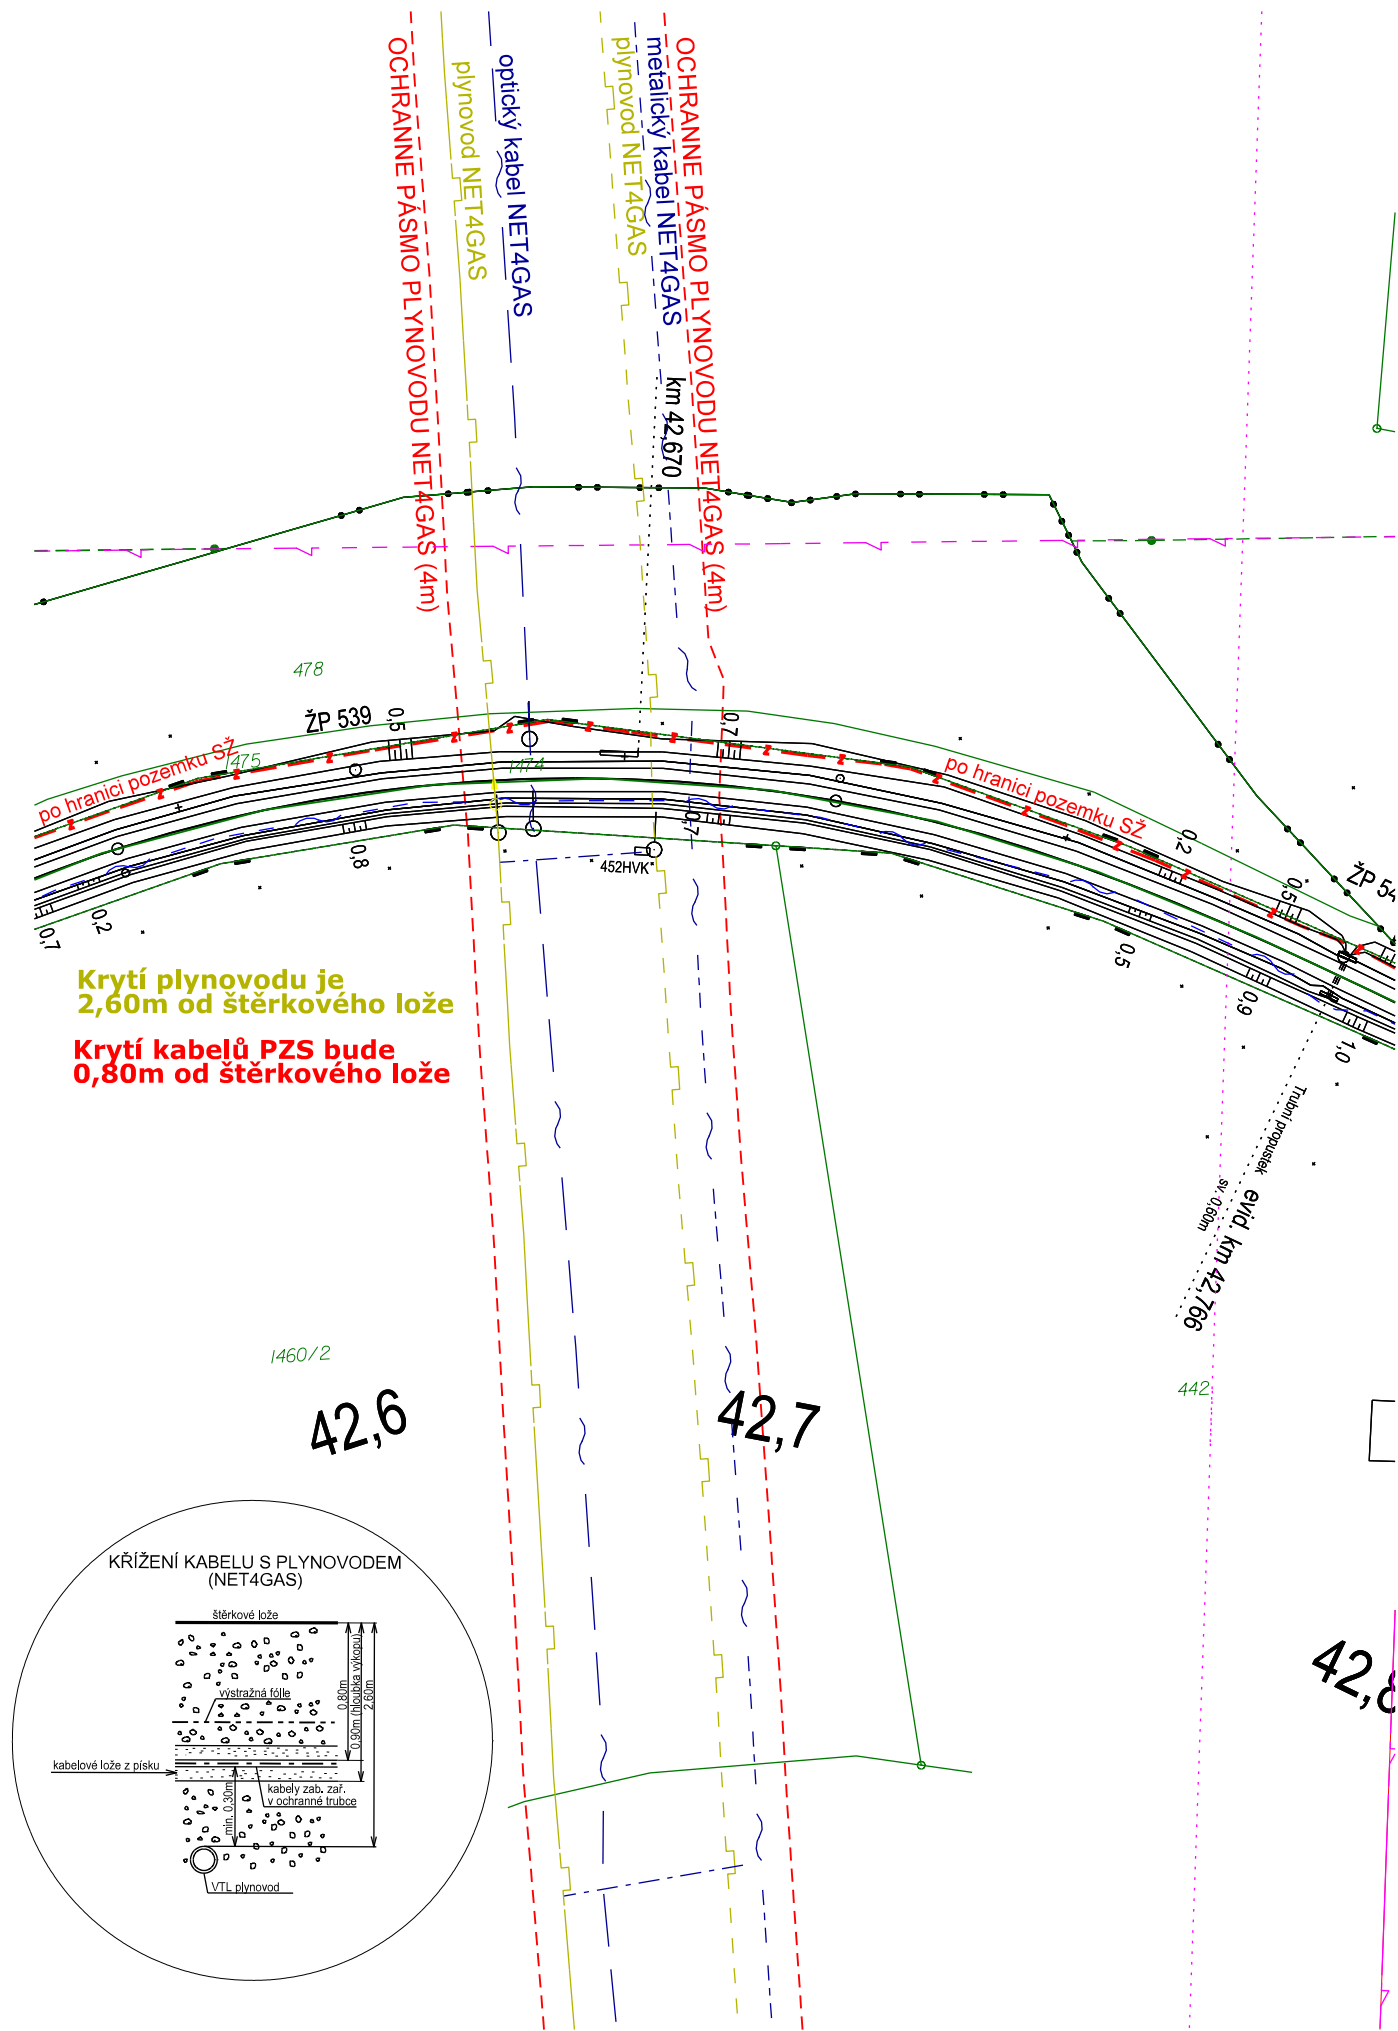 OCHRANNE PÁSMO PLYNOVODU NET4GAS (4m)
plynovod NET4GAS
optický kabel NET4GAS
plynovod NET4GAS
metalický kabel NET4GAS
OCHRANNE PÁSMO PLYNOVODU NET4GAS (4m)
km 42,670
478
ŽP 539
0,5
0,7
po hranici pozemku SŽ
1475
1474
po hranici pozemku SŽ
0,2
0,5
ŽP 54
0,7
0,8
452HVK
0,2
0,7
0,5
0,9
1,0
Krytí plynovodu je
2,60m od štěrkového lože
Krytí kabelů PZS bude
0,80m od štěrkového lože
Trubní propustek
sv. 0,60m
evid. km 42,766
1460/2
442
42,6
42,7
42,8
KŘÍŽENÍ KABELU S PLYNOVODEM
(NET4GAS)
štěrkové lože
výstražná fólie
0.80m
0.90m (hloubka výkopu)
2,60m
kabelové lože z písku
kabely zab. zař.
v ochranné trubce
min. 0,30m
VTL plynovod